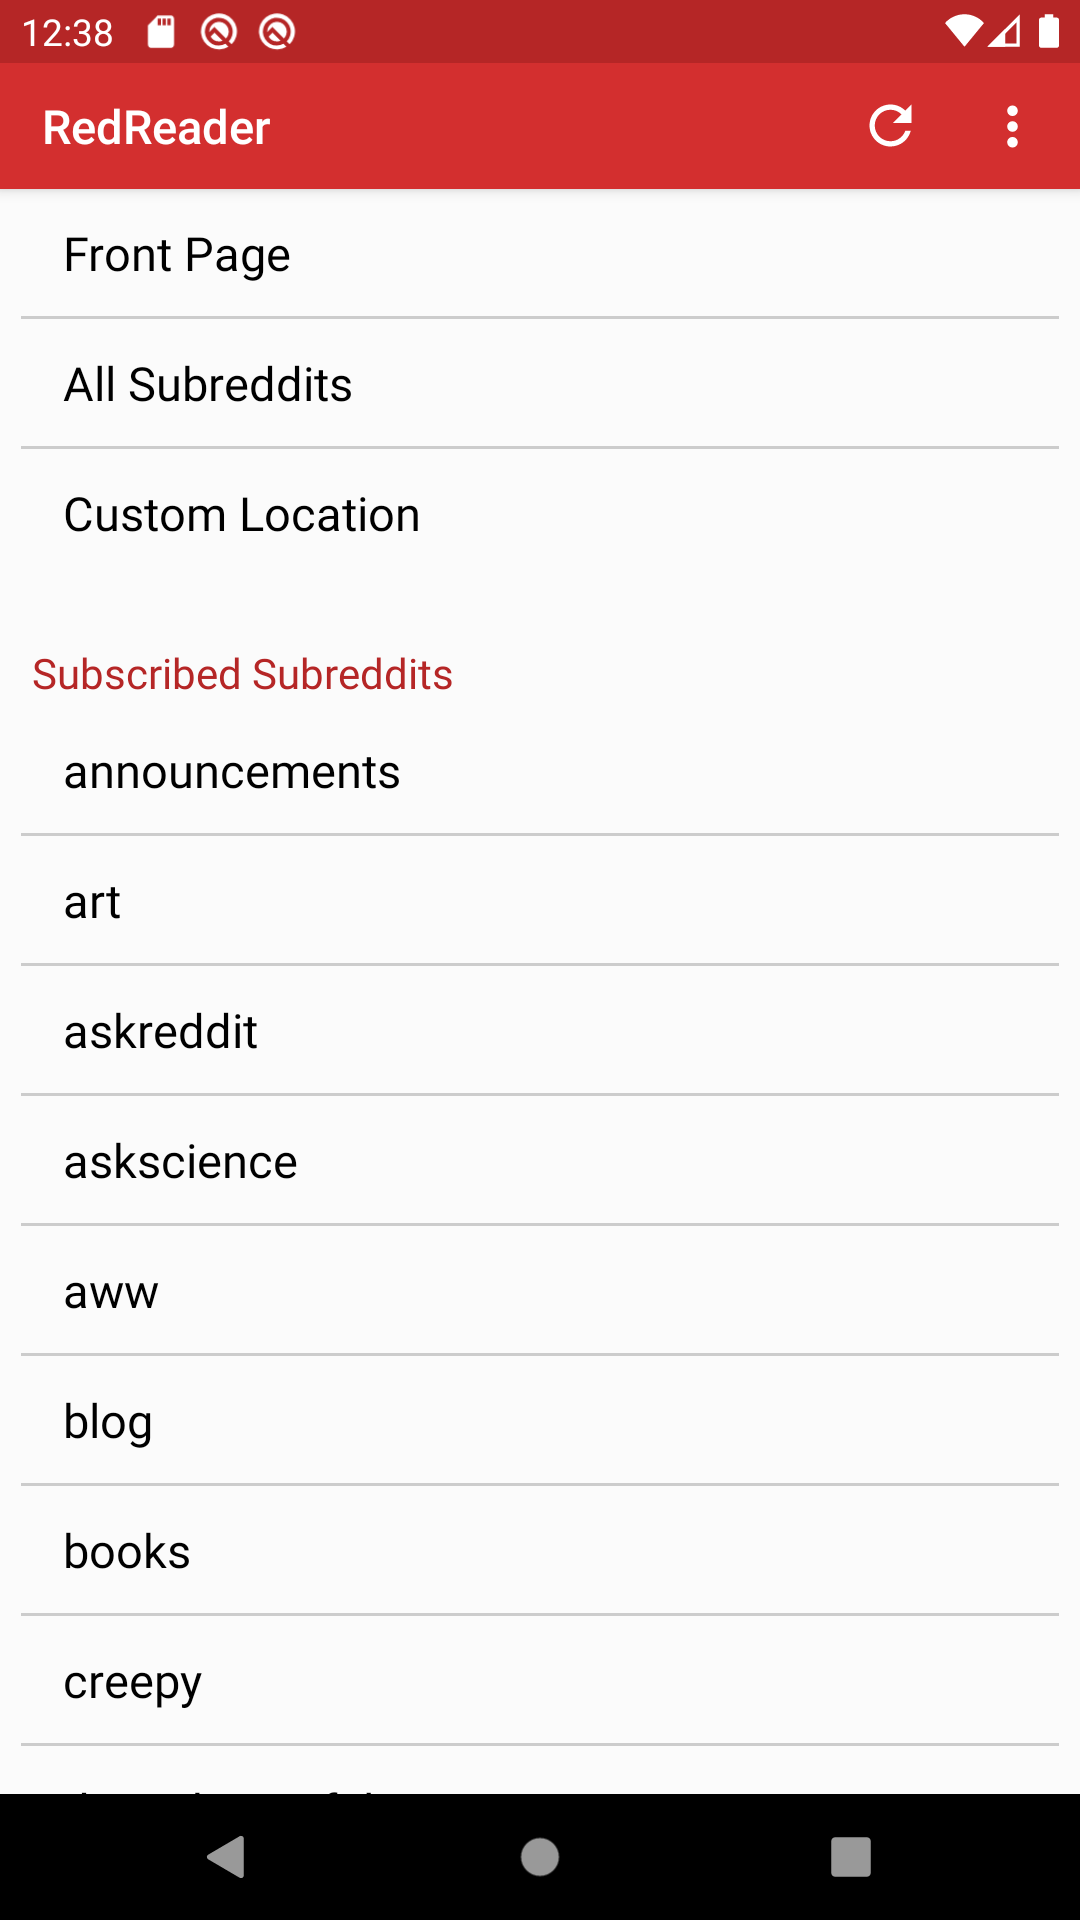 12:38
RedReader
Front Page
All Subreddits
Custom Location
Subscribed Subreddits
announcements
art
askreddit
askscience
aww
blog
books
creepy